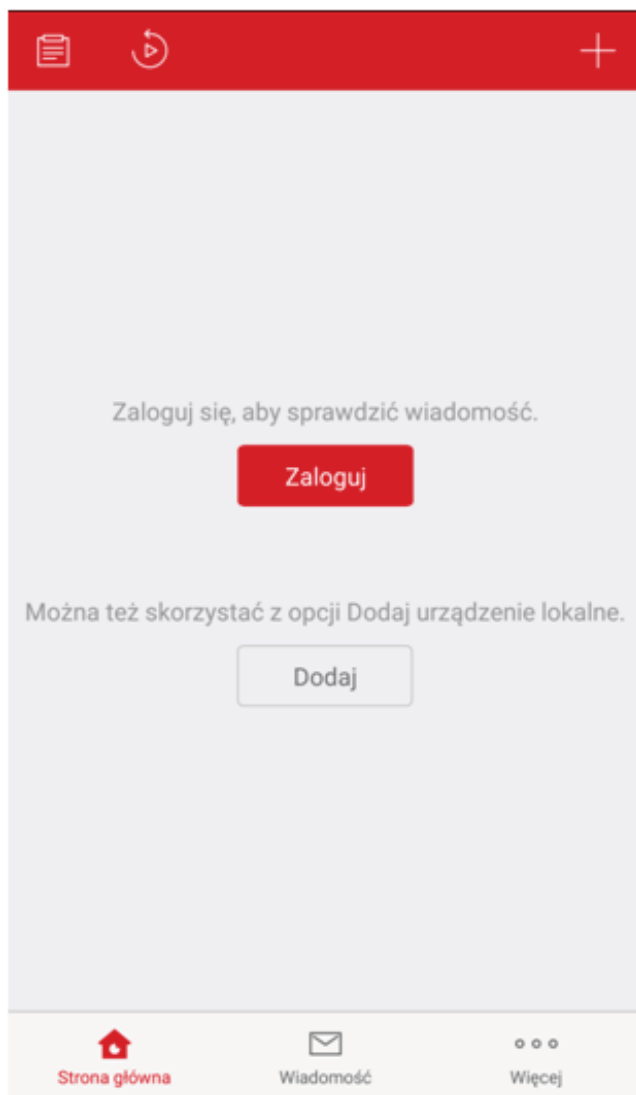 Zaloguj się, aby sprawdzić wiadomość.
Zaloguj
Można też skorzystać z opcji Dodaj urządzenie lokalne.
Dodaj
Strona główna
Wiadomość
Więcej